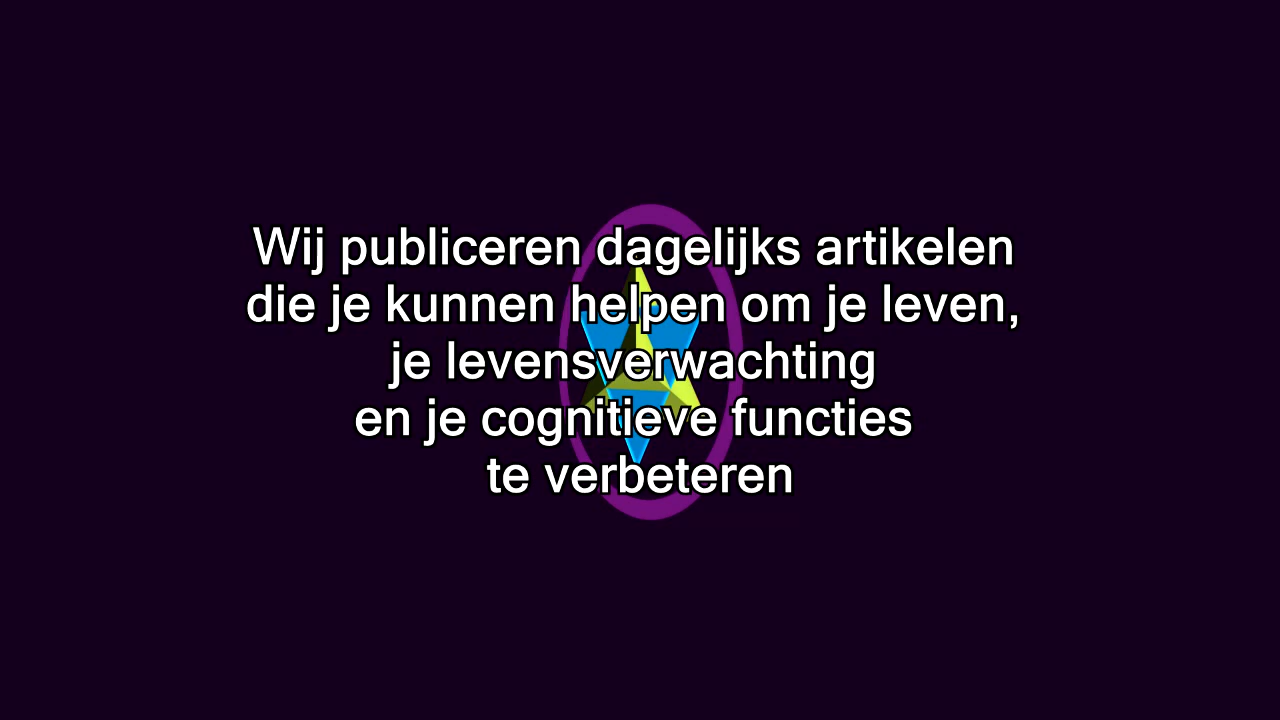 Wij publiceren dagelijks artikelen
die je kunnen helpen om je leven,
je levensverwachting
en je cognitieve functies
te verbeteren